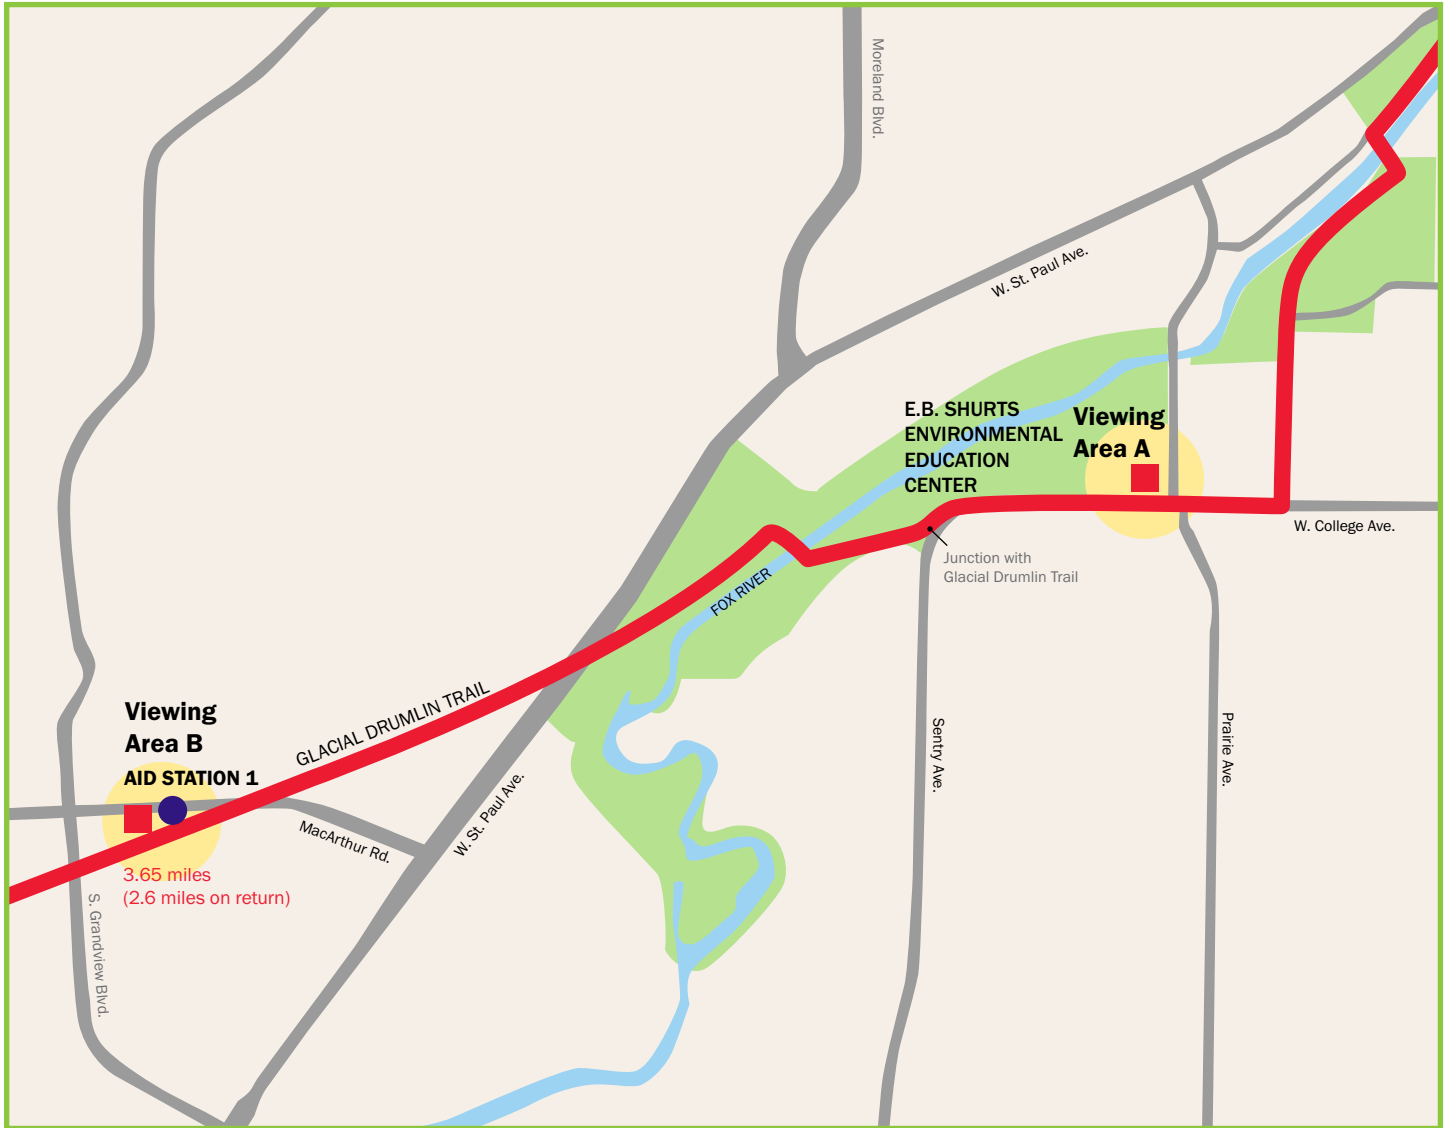 Moreland Blvd.
W. St. Paul Ave.
E.B. SHURTS
ENVIRONMENTAL
EDUCATION
CENTER
Viewing
Area A
W. College Ave.
Junction with
Glacial Drumlin Trail
FOX RIVER
GLACIAL DRUMLIN TRAIL
Viewing
Area B
AID STATION 1
MacArthur Rd.
W. St. Paul Ave.
Sentry Ave.
Prairie Ave.
3.65 miles
(2.6 miles on return)
S. Grandview Blvd.